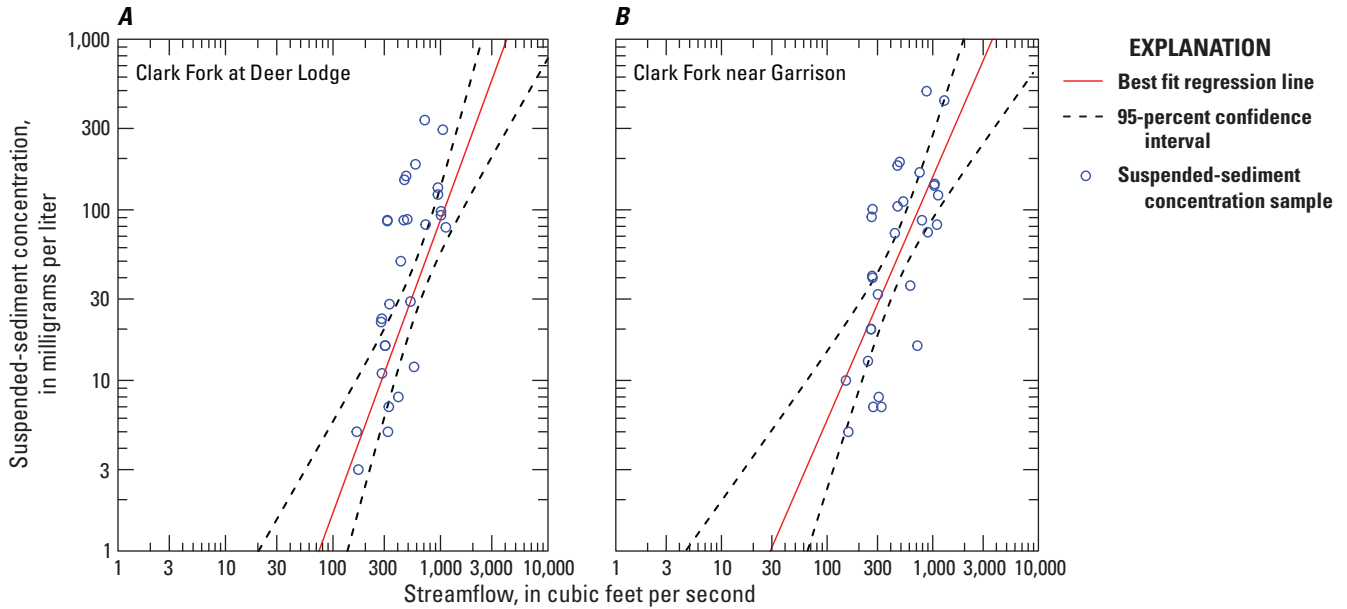 A
B
Clark Fork at Deer Lodge
Clark Fork near Garrison
Suspended-sediment concentration,
in milligrams per liter
1,000
300
100
30
10
3
1
1 3 10 30 100 300 1,000 3,000 10,000
1 3 10 30 100 300 1,000 3,000 10,000
Streamflow, in cubic feet per second
EXPLANATION
Best fit regression line
95-percent confidence
interval
Suspended-sediment
concentration sample